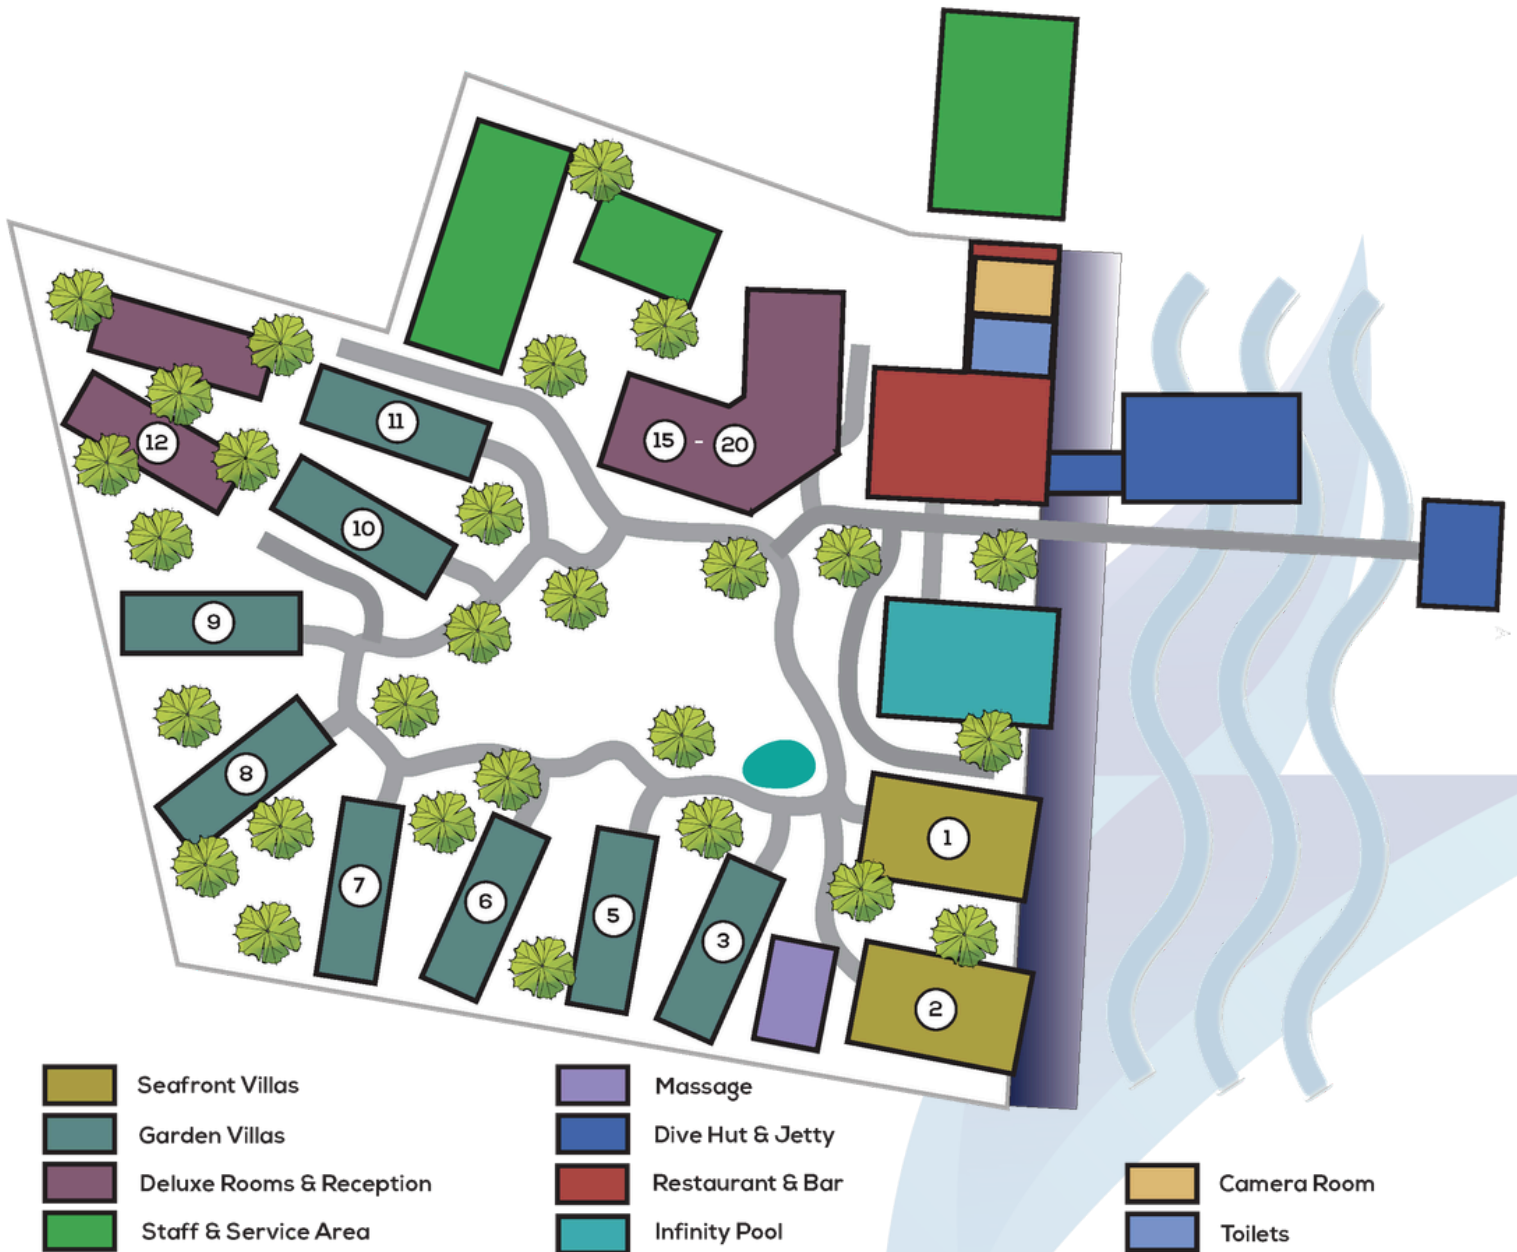 11
15 - 20
12
10
9
8
1
7
6
5
3
2
Seafront Villas
Garden Villas
Deluxe Rooms & Reception
Staff & Service Area
Massage
Dive Hut & Jetty
Restaurant & Bar
Infinity Pool
Camera Room
Toilets